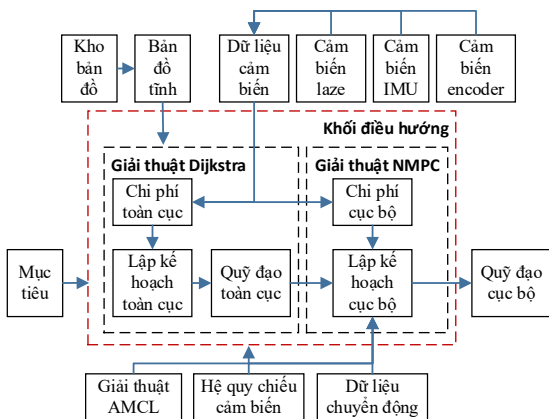 Kho
bản
đồ
Bản
đồ
tĩnh
Dữ liệu
cảm
biến
Cảm
biến
laze
Cảm
biến
IMU
Cảm
biến
encoder
Khối điều hướng
Giải thuật Dijkstra
Giải thuật NMPC
Chi phí
toàn cục
Chi phí
cục bộ
Mục
tiêu
Lập kế
hoạch
toàn cục
Quỹ đạo
toàn cục
Lập kế
hoạch
cục bộ
Quỹ đạo
cục bộ
Giải thuật
AMCL
Hệ quy chiếu
cảm biến
Dữ liệu
chuyển động